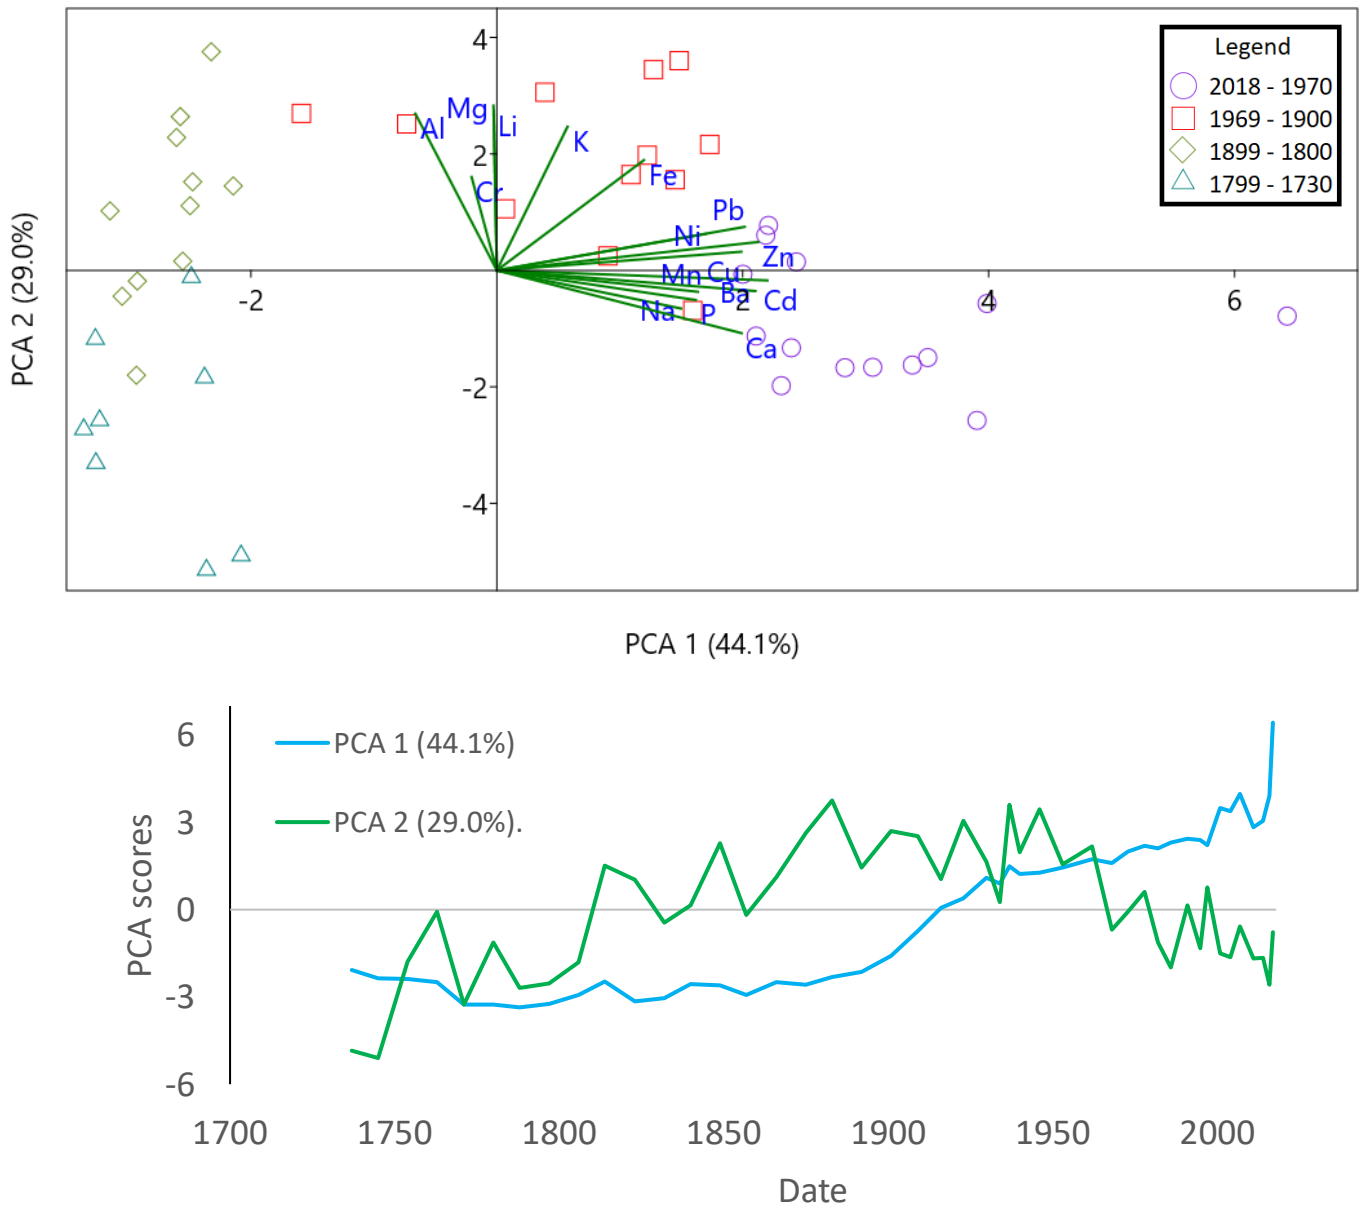 4
2
-2
-4
-2
2
4
6
PCA 2 (29.0%)
PCA 1 (44.1%)
Mg
Al
Li
K
Cr
Fe
Pb
Ni
Zn
Mn
Cu
Ba
Cd
Na
P
Ca
Legend
2018 - 1970
1969 - 1900
1899 - 1800
1799 - 1730
PCA 1 (44.1%)
PCA 2 (29.0%).
PCA scores
6
3
0
-3
-6
1700 1750 1800 1850 1900 1950 2000
Date